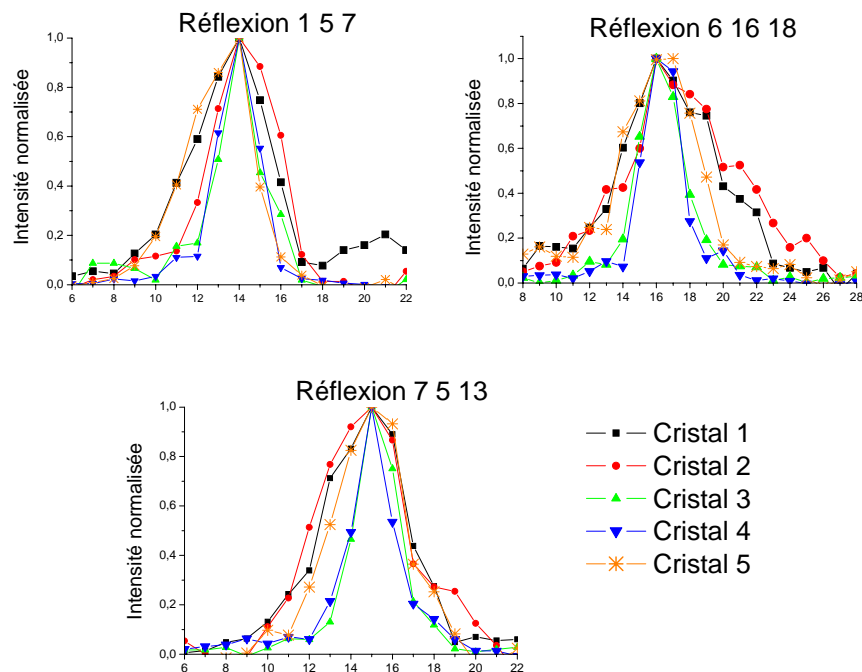 Réflexion 1 5 7
Intensité normalisée
1,0
0,8
0,6
0,4
0,2
0,0
6 8 10 12 14 16 18 20 22
Réflexion 6 16 18
Intensité normalisée
1,0
0,8
0,6
0,4
0,2
0,0
8 10 12 14 16 18 20 22 24 26 28
Réflexion 7 5 13
Intensité normalisée
1,0
0,8
0,6
0,4
0,2
0,0
6 8 10 12 14 16 18 20 22
Cristal 1
Cristal 2
Cristal 3
Cristal 4
Cristal 5